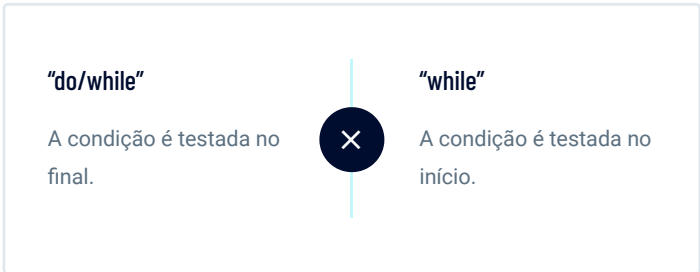 “do/while”
A condição é testada no
final.
“while”
A condição é testada no
início.